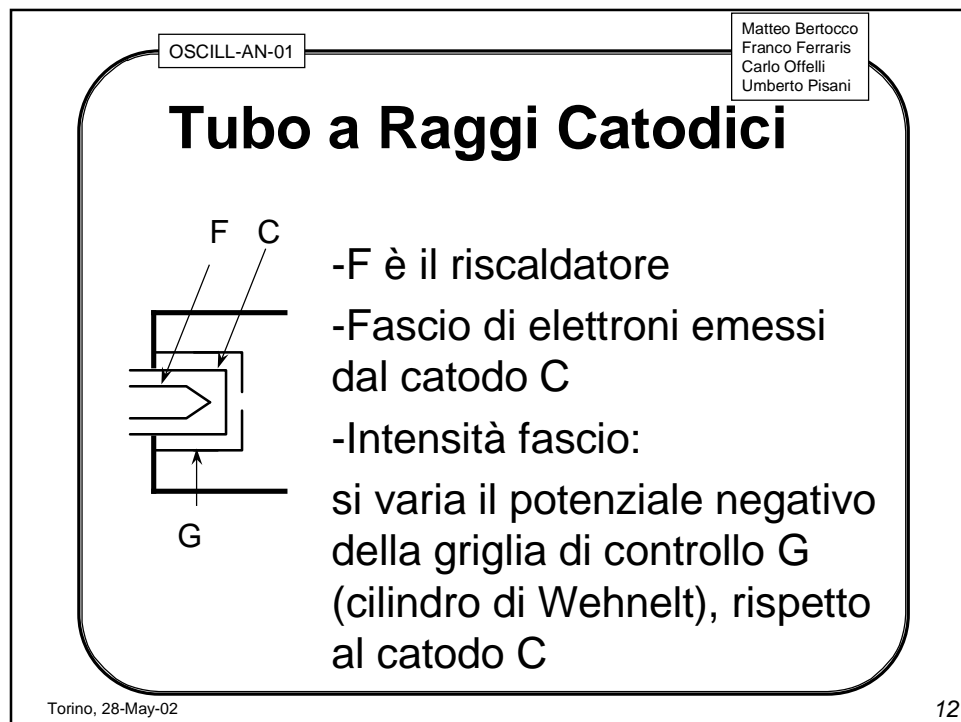 OSCILL-AN-01
Matteo Bertocco
Franco Ferraris
Carlo Offelli
Umberto Pisani
Tubo a Raggi Catodici
F C
G
-F è il riscaldatore
-Fascio di elettroni emessi
dal catodo C
-Intensità fascio:
si varia il potenziale negativo
della griglia di controllo G
(cilindro di Wehnelt), rispetto
al catodo C
Torino, 28-May-02
12